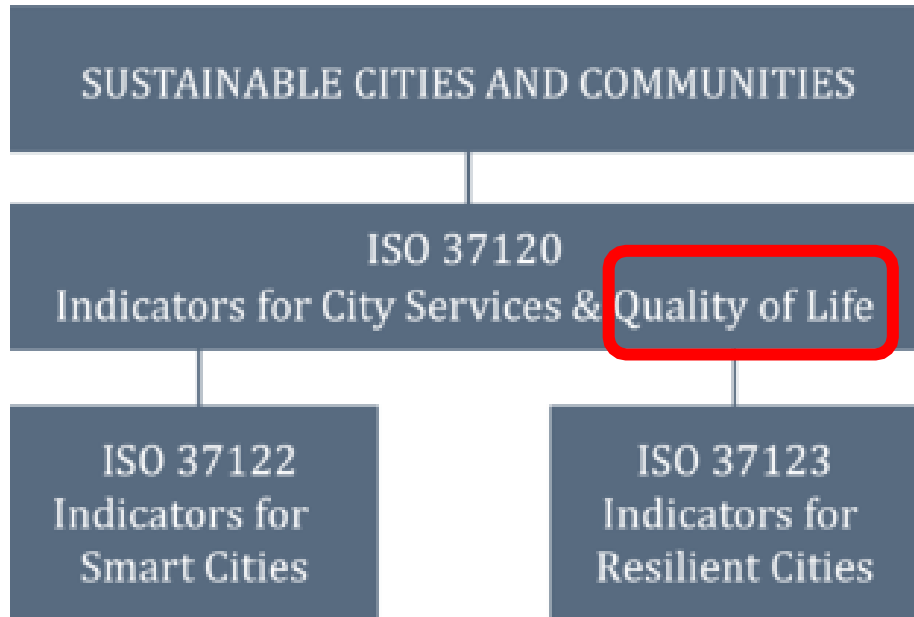 SUSTAINABLE CITIES AND COMMUNITIES
ISO 37120
Indicators for City Services & Quality of Life
ISO 37122
Indicators for
Smart Cities
ISO 37123
Indicators for
Resilient Cities